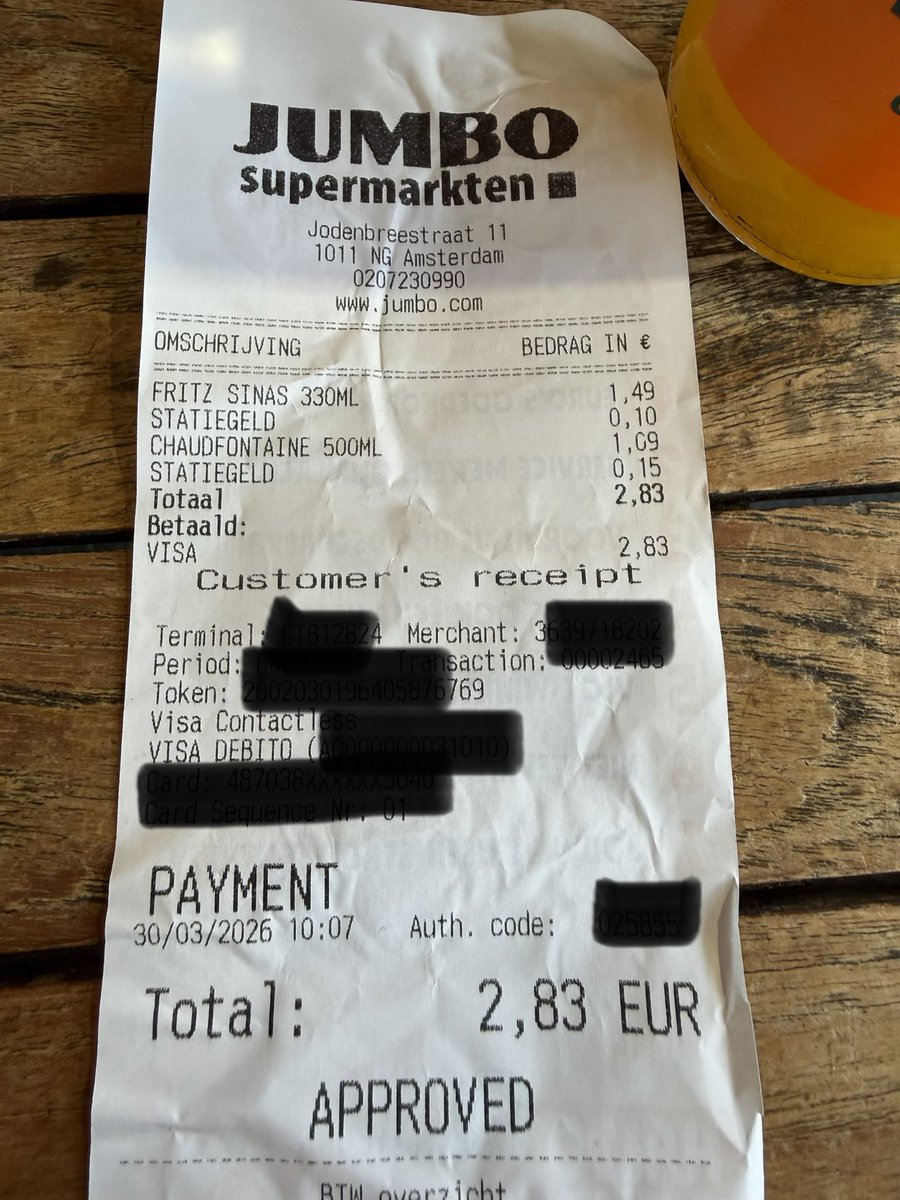 JUMBO
supermarkten
Jodenbreestraat 11
1011 NG Amsterdam
0207230990
www.jumbo.com
OMSCHRIJVING BEDRAG IN €
FRITZ SINAS 330ML 1,49
STATIEGELD 0,10
CHAUDFONTAINE 500ML 1,09
STATIEGELD 0,15
Totaal 2,83
Betaald:
VISA 2,83
Customer's receipt
Terminal: Merchant:
Period: Transaction:
Token:
Visa Contactless
VISA DEBITO
PAYMENT
30/03/2026 10:07 Auth. code:
Total: 2,83 EUR
APPROVED
BTW overzicht